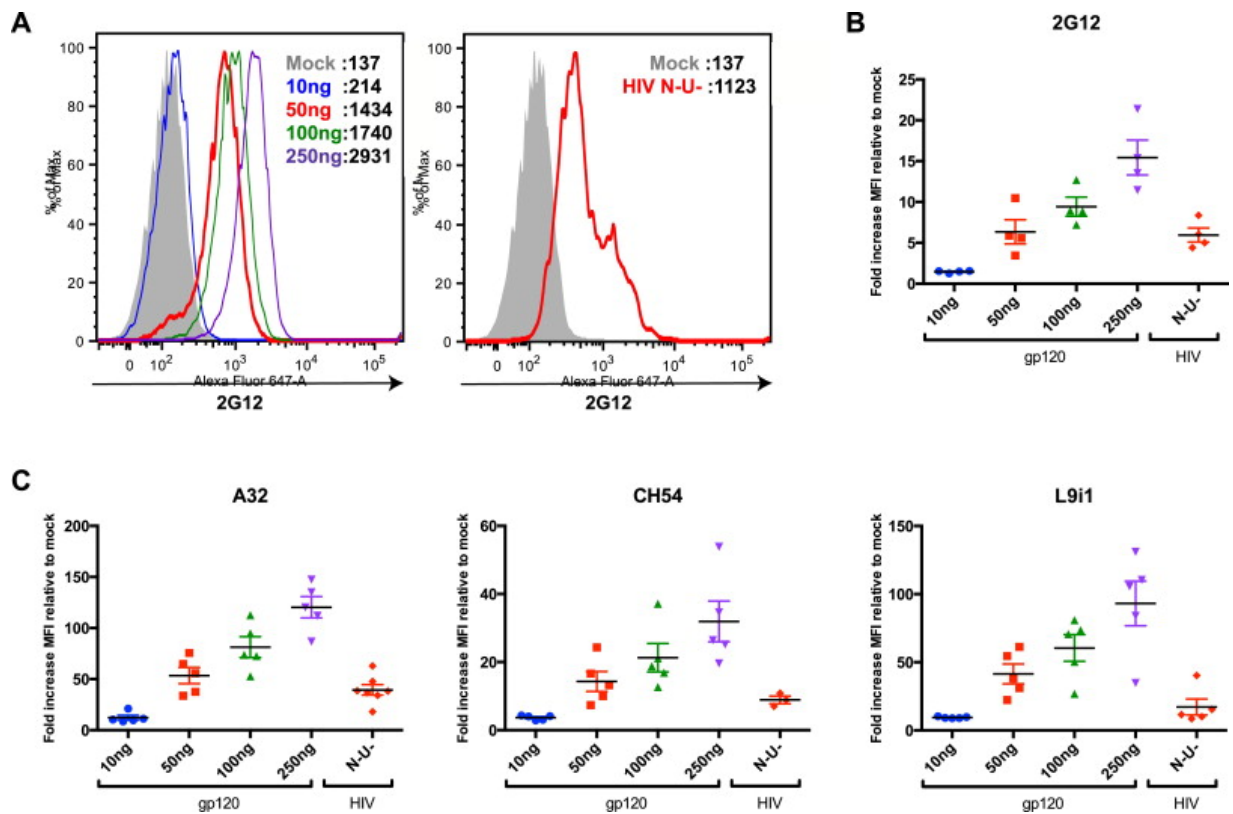 A
100
80
60
40
20
0
% of Max
% of Max
Mock :137
10ng :214
50ng :1434
100ng:1740
250ng:2931
0 10² 10³ 10⁴ 10⁵
Alexa Fluor 647-A
2G12
100
80
60
40
20
0
Mock :137
HIV N-U- :1123
0 10² 10³ 10⁴ 10⁵
Alexa Fluor 647-A
2G12
B
2G12
Fold increase MFI relative to mock
25
20
15
10
5
0
10ng 50ng 100ng 250ng N-U-
gp120 HIV
C
A32
Fold increase MFI relative to mock
200
150
100
50
0
10ng 50ng 100ng 250ng N-U-
gp120 HIV
CH54
Fold increase MFI relative to mock
60
40
20
0
10ng 50ng 100ng 250ng N-U-
gp120 HIV
L9i1
Fold increase MFI relative to mock
150
100
50
0
10ng 50ng 100ng 250ng N-U-
gp120 HIV